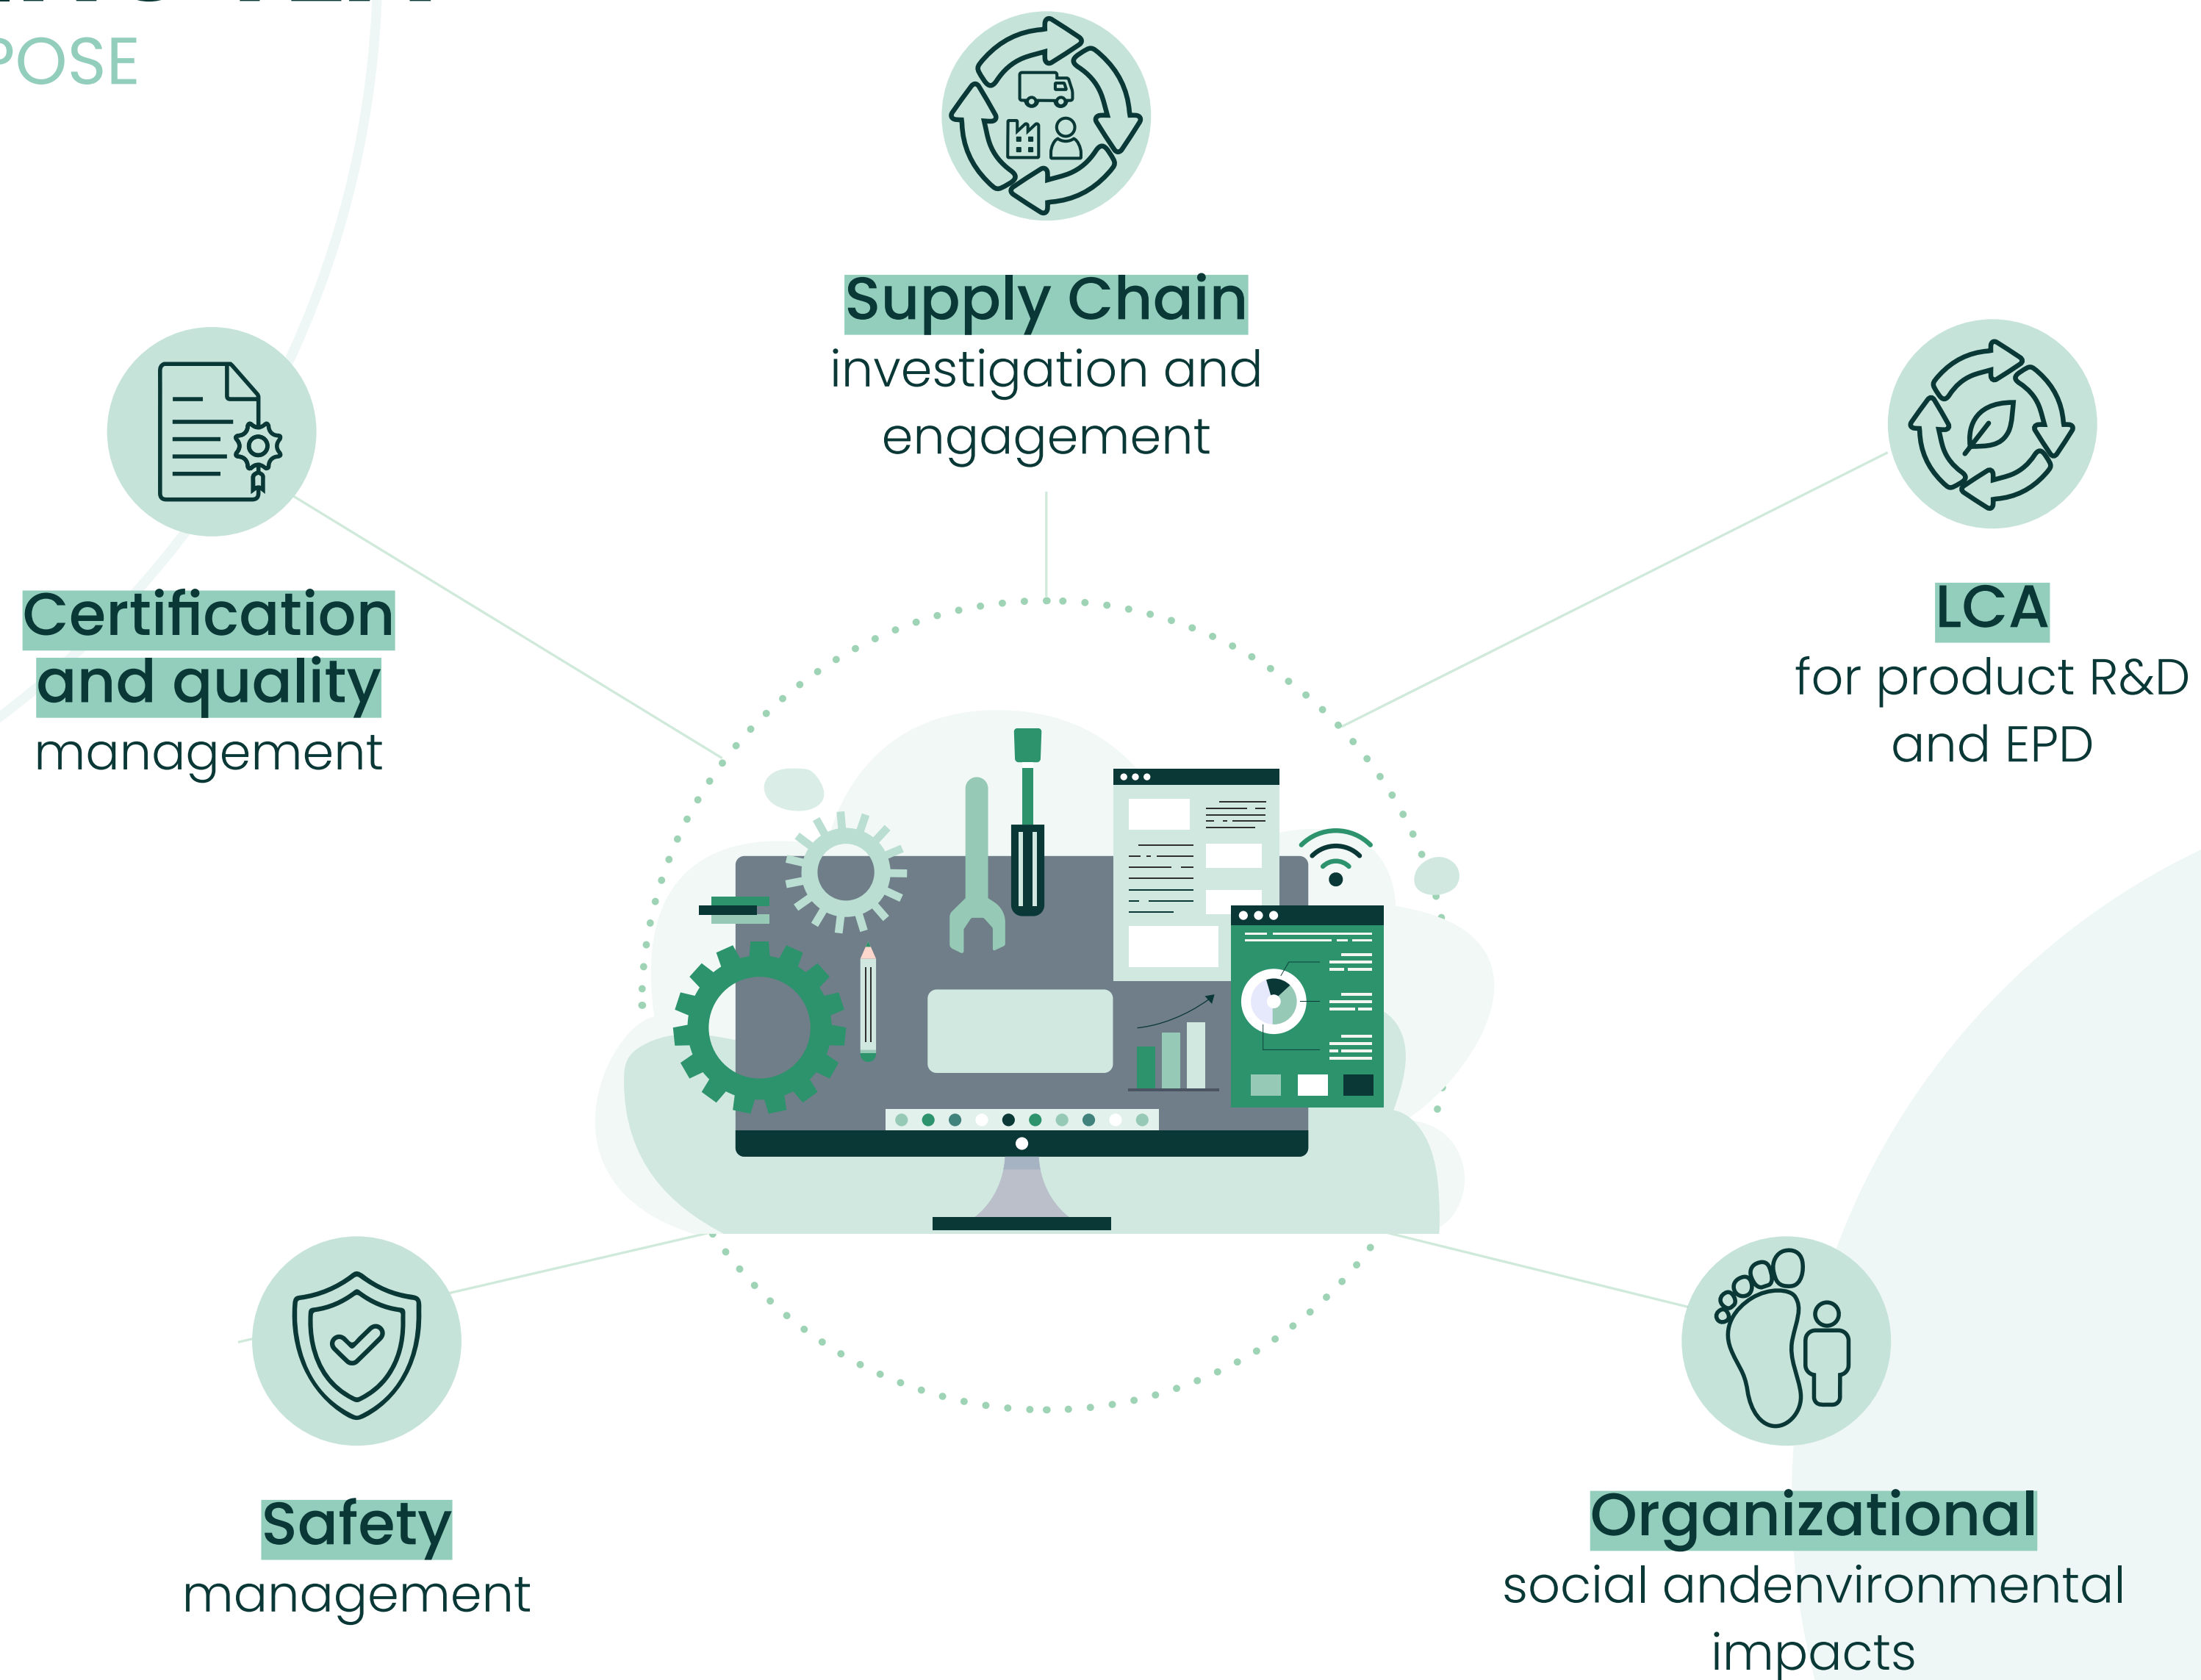 POSE
Supply Chain
investigation and
engagement
Certification
and quality
management
LCA
for product R&D
and EPD
Safety
management
Organizational
social andenvironmental
impacts